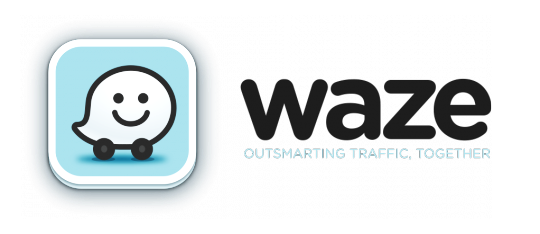 waze
OUTSMARTING TRAFFIC, TOGETHER